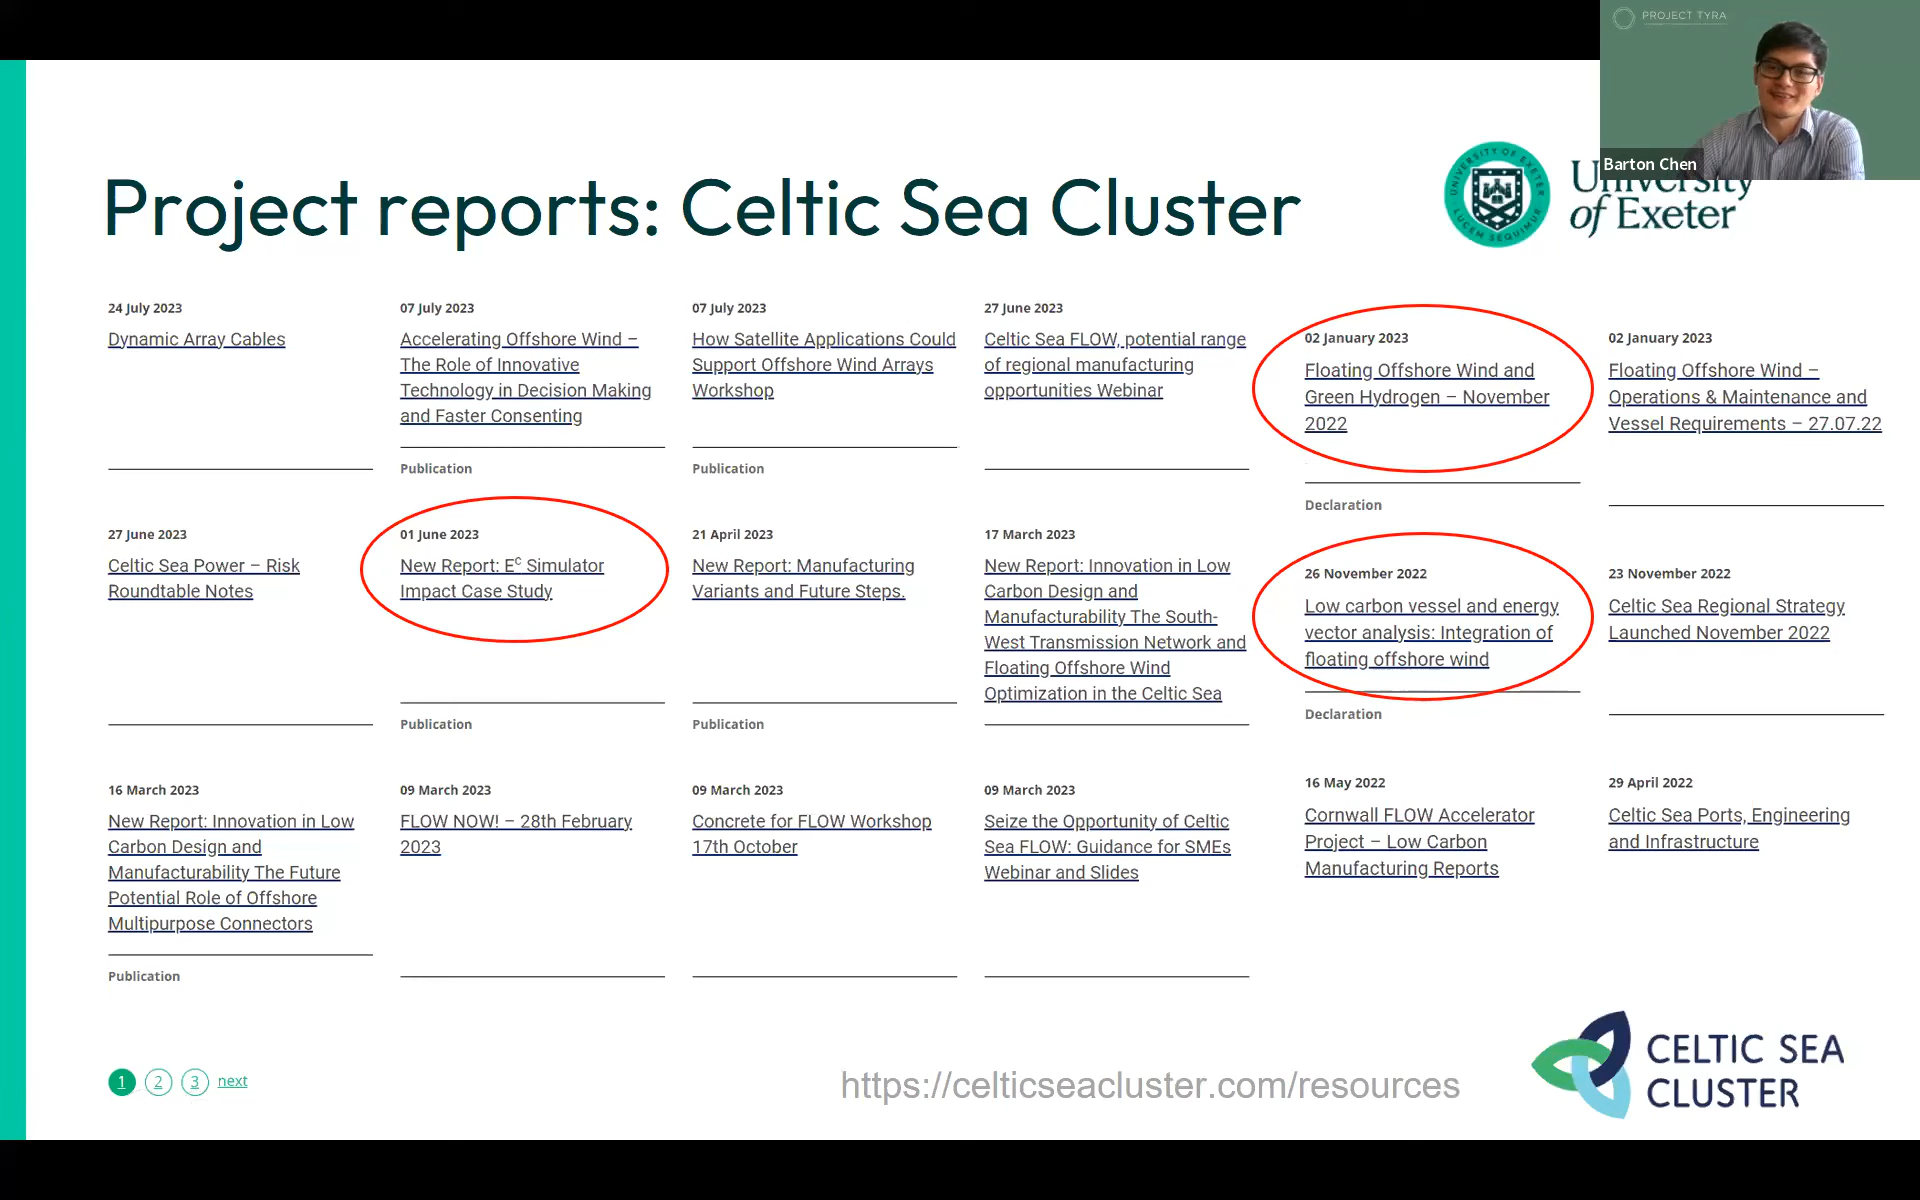 PROJECT TYRA
Barton Chen
Project reports: Celtic Sea Cluster
UNIVERSITY OF EXETER
LUCEM SEQUIMUR
University
of Exeter
24 July 2023
Dynamic Array Cables
07 July 2023
Accelerating Offshore Wind –
The Role of Innovative
Technology in Decision Making
and Faster Consenting
Publication
07 July 2023
How Satellite Applications Could
Support Offshore Wind Arrays
Workshop
Publication
27 June 2023
Celtic Sea FLOW, potential range
of regional manufacturing
opportunities Webinar
02 January 2023
Floating Offshore Wind and
Green Hydrogen – November
2022
Declaration
02 January 2023
Floating Offshore Wind –
Operations & Maintenance and
Vessel Requirements – 27.07.22
27 June 2023
Celtic Sea Power – Risk
Roundtable Notes
01 June 2023
New Report: Eᶜ Simulator
Impact Case Study
Publication
21 April 2023
New Report: Manufacturing
Variants and Future Steps.
Publication
17 March 2023
New Report: Innovation in Low
Carbon Design and
Manufacturability The South-
West Transmission Network and
Floating Offshore Wind
Optimization in the Celtic Sea
26 November 2022
Low carbon vessel and energy
vector analysis: Integration of
floating offshore wind
Declaration
23 November 2022
Celtic Sea Regional Strategy
Launched November 2022
16 March 2023
New Report: Innovation in Low
Carbon Design and
Manufacturability The Future
Potential Role of Offshore
Multipurpose Connectors
Publication
09 March 2023
FLOW NOW! – 28th February
2023
09 March 2023
Concrete for FLOW Workshop
17th October
09 March 2023
Seize the Opportunity of Celtic
Sea FLOW: Guidance for SMEs
Webinar and Slides
16 May 2022
Cornwall FLOW Accelerator
Project – Low Carbon
Manufacturing Reports
29 April 2022
Celtic Sea Ports, Engineering
and Infrastructure
1 2 3 next
https://celticseacluster.com/resources
CELTIC SEA
CLUSTER